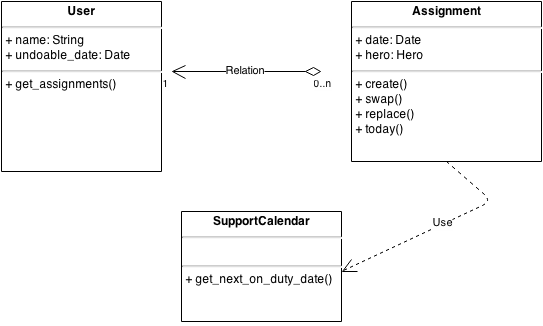 User
+ name: String
+ undoable_date: Date
+ get_assignments()
Relation
1
0..n
Assignment
+ date: Date
+ hero: Hero
+ create()
+ swap()
+ replace()
+ today()
Use
SupportCalendar
+ get_next_on_duty_date()